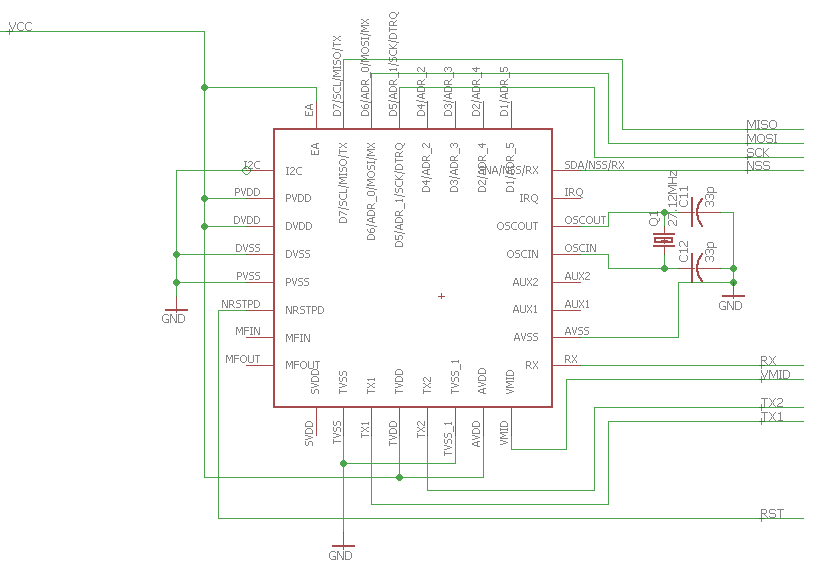 VCC
D7/SCL/MISO/TX
D6/ADR_0/MOSI/MX
D5/ADR_1/SCK/DTRQ
D4/ADR_2
D3/ADR_3
D2/ADR_4
D1/ADR_5
EA
MISO
MOSI
SCK
NSS
EA
D7/SCL/MISO/TX
D6/ADR_0/MOSI/MX
D5/ADR_1/SCK/DTRQ
D4/ADR_2
D3/ADR_3
D2/ADR_4
D1/ADR_5
I2C
I2C
SDA/NSS/RX
PVDD
PVDD
IRQ
IRQ
DVDD
DVDD
OSCOUT
OSCOUT
DVSS
DVSS
OSCIN
OSCIN
PVSS
PVSS
AUX2
AUX2
NRSTPD
NRSTPD
AUX1
AUX1
MFIN
MFIN
AVSS
AVSS
MFOUT
MFOUT
RX
RX
Q1
27.12MHz
C11
33p
C12
33p
GND
GND
RX
VMID
TX2
TX1
SVDD
TVSS
TX1
TVDD
TX2
TVSS_1
AVDD
VMID
SVDD
TVSS
TX1
TVDD
TX2
TVSS_1
AVDD
VMID
RST
GND